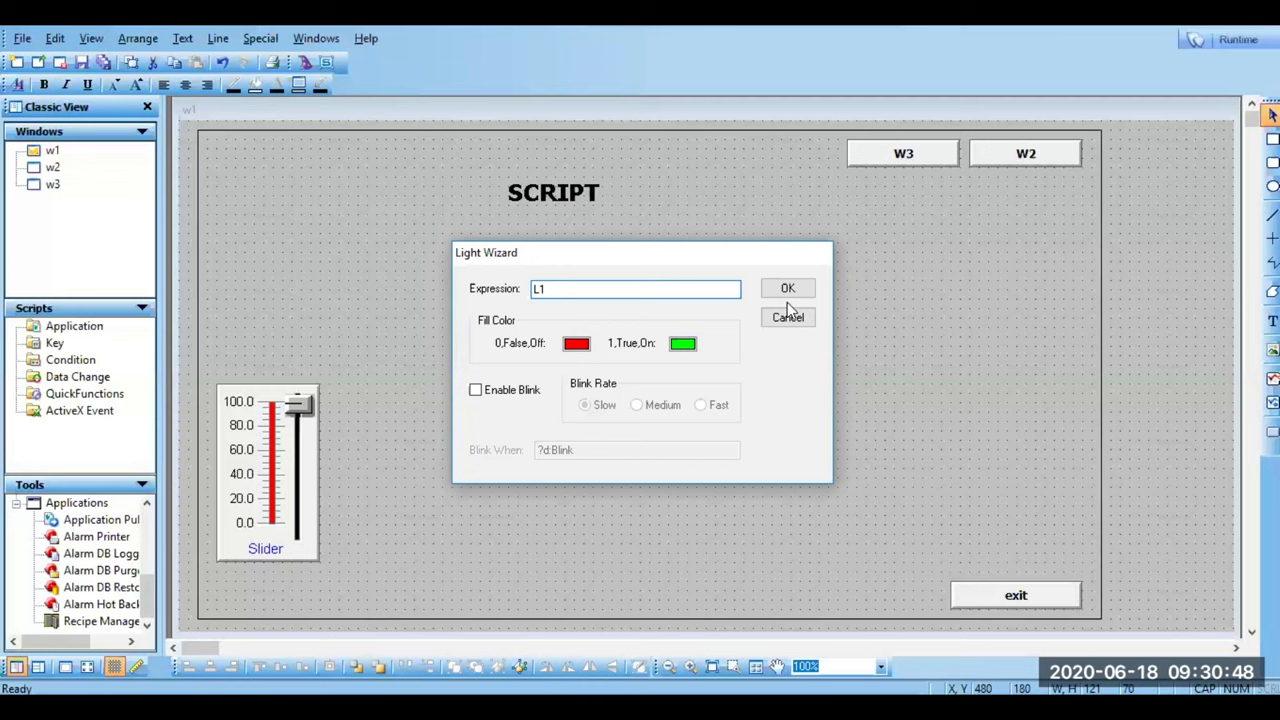 File Edit View Arrange Text Line Special Windows Help
Runtime
B I U A A
Classic View
w1
Windows
w1
w2
w3
W3 W2
SCRIPT
Light Wizard
Expression: L1 OK
Cancel
Fill Color
0,False,Off: 1,True,On:
Enable Blink
Blink Rate
Slow Medium Fast
Blink When: ?d:Blink
Scripts
Application
Key
Condition
Data Change
QuickFunctions
ActiveX Event
100.0
80.0
60.0
40.0
20.0
0.0
Slider
Tools
Applications
Application Pul
Alarm Printer
Alarm DB Logg
Alarm DB Purg
Alarm DB Resto
Alarm Hot Back
Recipe Manage
exit
100%
2020-06-18 09:30:48
Ready
X, Y 480 180 W, H 121 70 CAP NUM